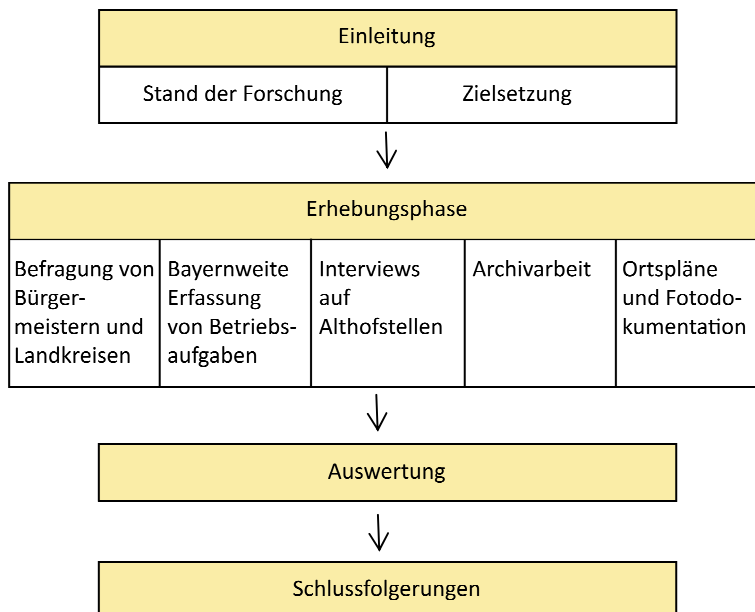 Einleitung
Stand der Forschung
Zielsetzung
Erhebungsphase
Befragung von
Bürger-
meistern und
Landkreisen
Bayernweite
Erfassung
von Betriebs-
aufgaben
Interviews
auf
Althofstellen
Archivarbeit
Ortspläne
und Fotodo-
kumentation
Auswertung
Schlussfolgerungen